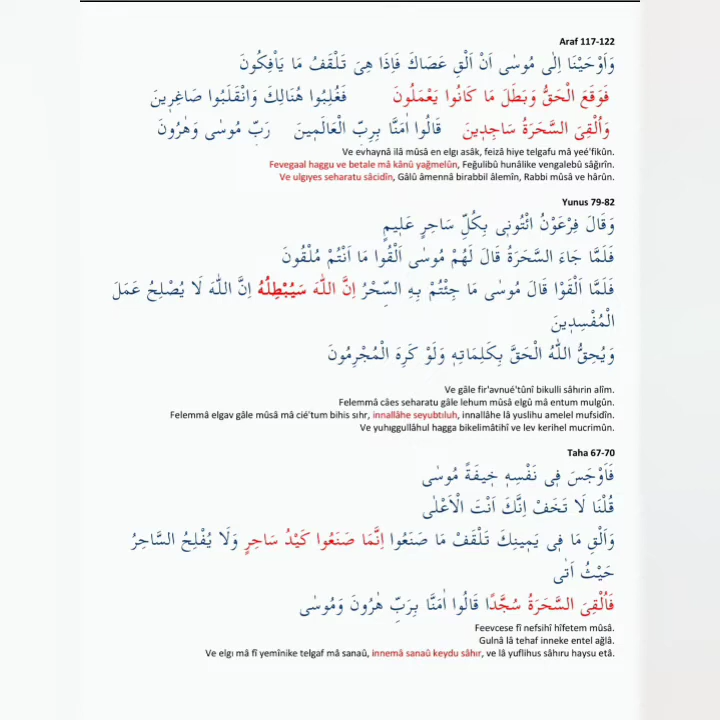 Araf 117-122
وَاَوْحَيْنَا اِلٰى مُوسٰى اَنْ اَلْقِ عَصَاكَ فَاِذَا هِىَ تَلْقَفُ مَا يَاْفِكُونَ
فَوَقَعَ الْحَقُّ وَبَطَلَ مَا كَانُوا يَعْمَلُونَ فَغُلِبُوا هُنَالِكَ وَانْقَلَبُوا صَاغِرٖينَ
وَاُلْقِىَ السَّحَرَةُ سَاجِدٖينَ قَالُوا اٰمَنَّا بِرَبِّ الْعَالَمٖينَ رَبِّ مُوسٰى وَهٰرُونَ
Ve evhaynâ ilâ mûsâ en elgı asâk, feizâ hiye telgafu mâ yeé'fikûn.
Fevegaal haggu ve betale mâ kânû yağmelûn, Feğulibû hunâlike vengalebû sâğırîn.
Ve ulgıyes seharatu sâcidîn, Gâlû âmennâ birabbil âlemîn, Rabbi mûsâ ve hârûn.
Yunus 79-82
وَقَالَ فِرْعَوْنُ ائْتُونٖى بِكُلِّ سَاحِرٍ عَلٖيمٍ
فَلَمَّا جَاءَ السَّحَرَةُ قَالَ لَهُمْ مُوسٰى اَلْقُوا مَا اَنْتُمْ مُلْقُونَ
فَلَمَّا اَلْقَوْا قَالَ مُوسٰى مَا جِئْتُمْ بِهِ السِّحْرُ اِنَّ اللّٰهَ سَيُبْطِلُهُ اِنَّ اللّٰهَ لَا يُصْلِحُ عَمَلَ
الْمُفْسِدٖينَ
وَيُحِقُّ اللّٰهُ الْحَقَّ بِكَلِمَاتِهٖ وَلَوْ كَرِهَ الْمُجْرِمُونَ
Ve gâle fir'avnué'tûnî bikulli sâhırin alîm.
Felemmâ câes seharatu gâle lehum mûsâ elgû mâ entum mulgûn.
Felemmâ elgav gâle mûsâ mâ cié'tum bihis sıhr, innallâhe seyubtıluh, innallâhe lâ yuslihu amelel mufsidîn.
Ve yuhıggullâhul hagga bikelimâtihî ve lev kerihel mucrimûn.
Taha 67-70
فَاَوْجَسَ فٖى نَفْسِهٖ خٖيفَةً مُوسٰى
قُلْنَا لَا تَخَفْ اِنَّكَ اَنْتَ الْاَعْلٰى
وَاَلْقِ مَا فٖى يَمٖينِكَ تَلْقَفْ مَا صَنَعُوا اِنَّمَا صَنَعُوا كَيْدُ سَاحِرٍ وَلَا يُفْلِحُ السَّاحِرُ
حَيْثُ اَتٰى
فَاُلْقِىَ السَّحَرَةُ سُجَّدًا قَالُوا اٰمَنَّا بِرَبِّ هٰرُونَ وَمُوسٰى
Feevcese fî nefsihî hîfetem mûsâ.
Gulnâ lâ tehaf inneke entel ağlâ.
Ve elgı mâ fî yemînike telgaf mâ sanaû, innemâ sanaû keydu sâhır, ve lâ yuflihus sâhıru haysu etâ.